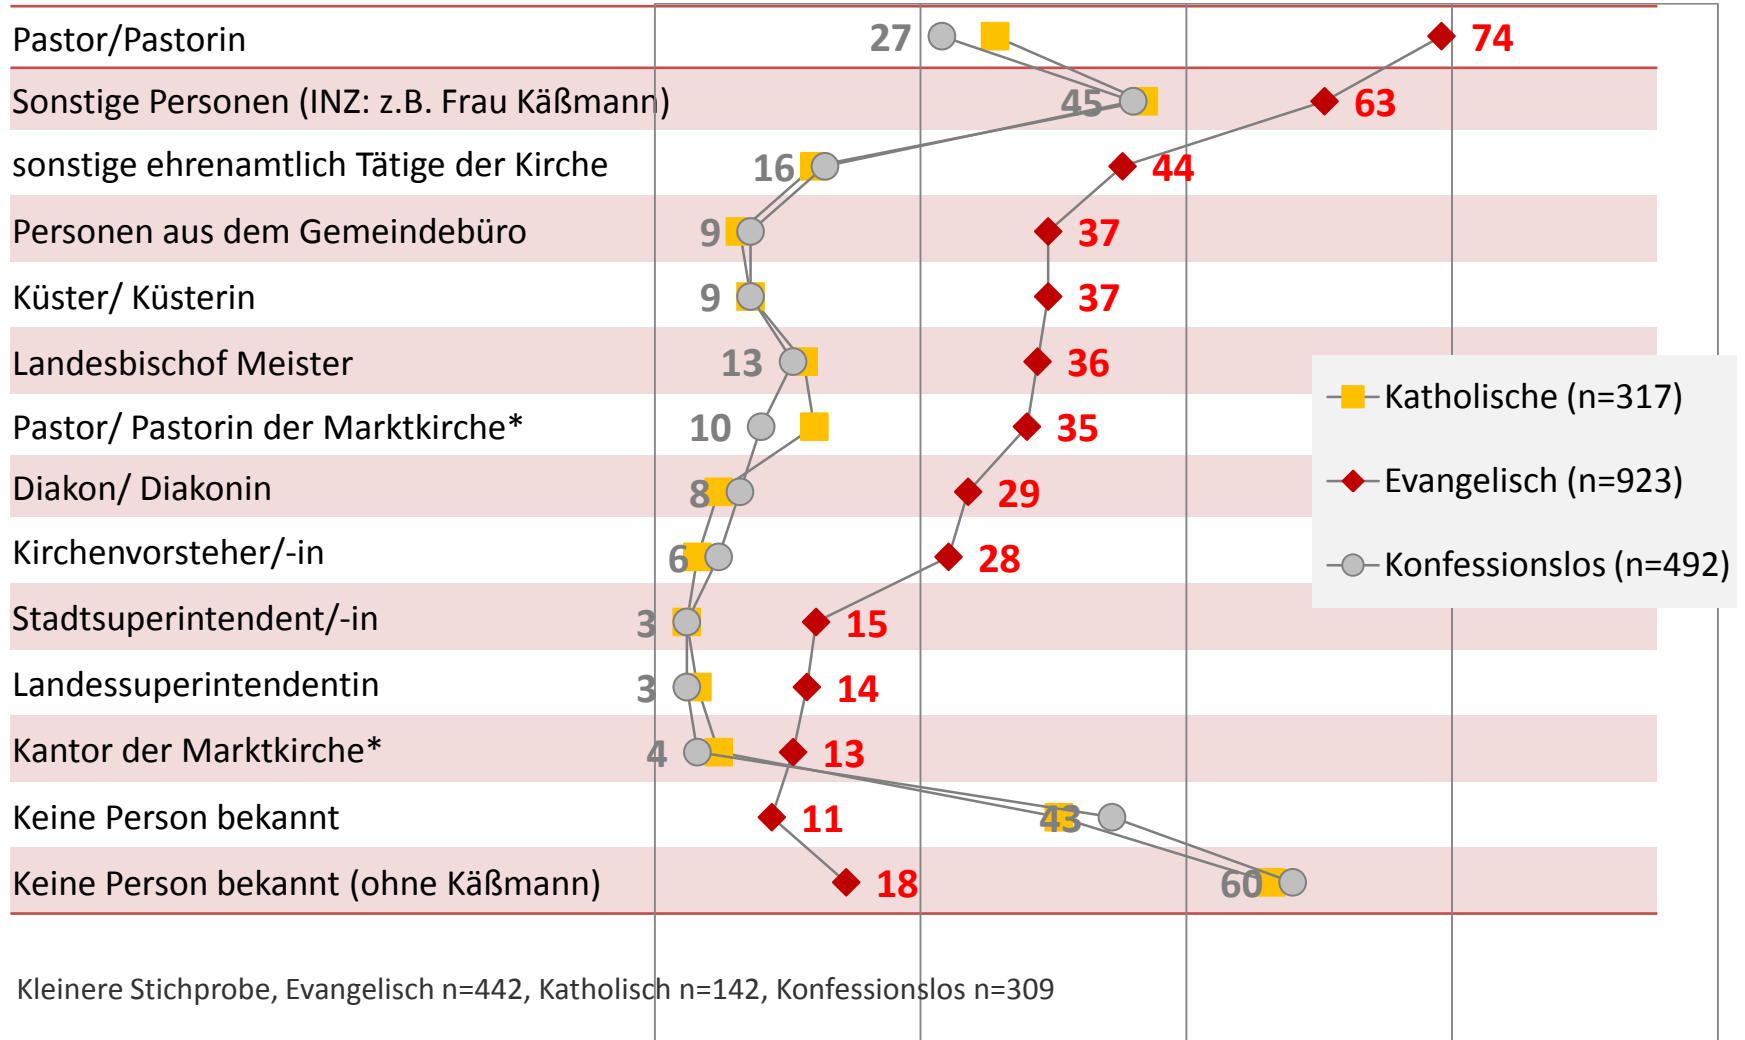 Pastor/Pastorin 27 74
Sonstige Personen (INZ: z.B. Frau Käßmann) 45 63
sonstige ehrenamtlich Tätige der Kirche 16 44
Personen aus dem Gemeindebüro 9 37
Küster/ Küsterin 9 37
Landesbischof Meister 13 36
Pastor/ Pastorin der Marktkirche* 10 35
Diakon/ Diakonin 8 29
Kirchenvorsteher/-in 6 28
Stadtsuperintendent/-in 3 15
Landessuperintendentin 3 14
Kantor der Marktkirche* 4 13
Keine Person bekannt 11 43
Keine Person bekannt (ohne Käßmann) 18 60
Katholische (n=317)
Evangelisch (n=923)
Konfessionslos (n=492)
Kleinere Stichprobe, Evangelisch n=442, Katholisch n=142, Konfessionslos n=309